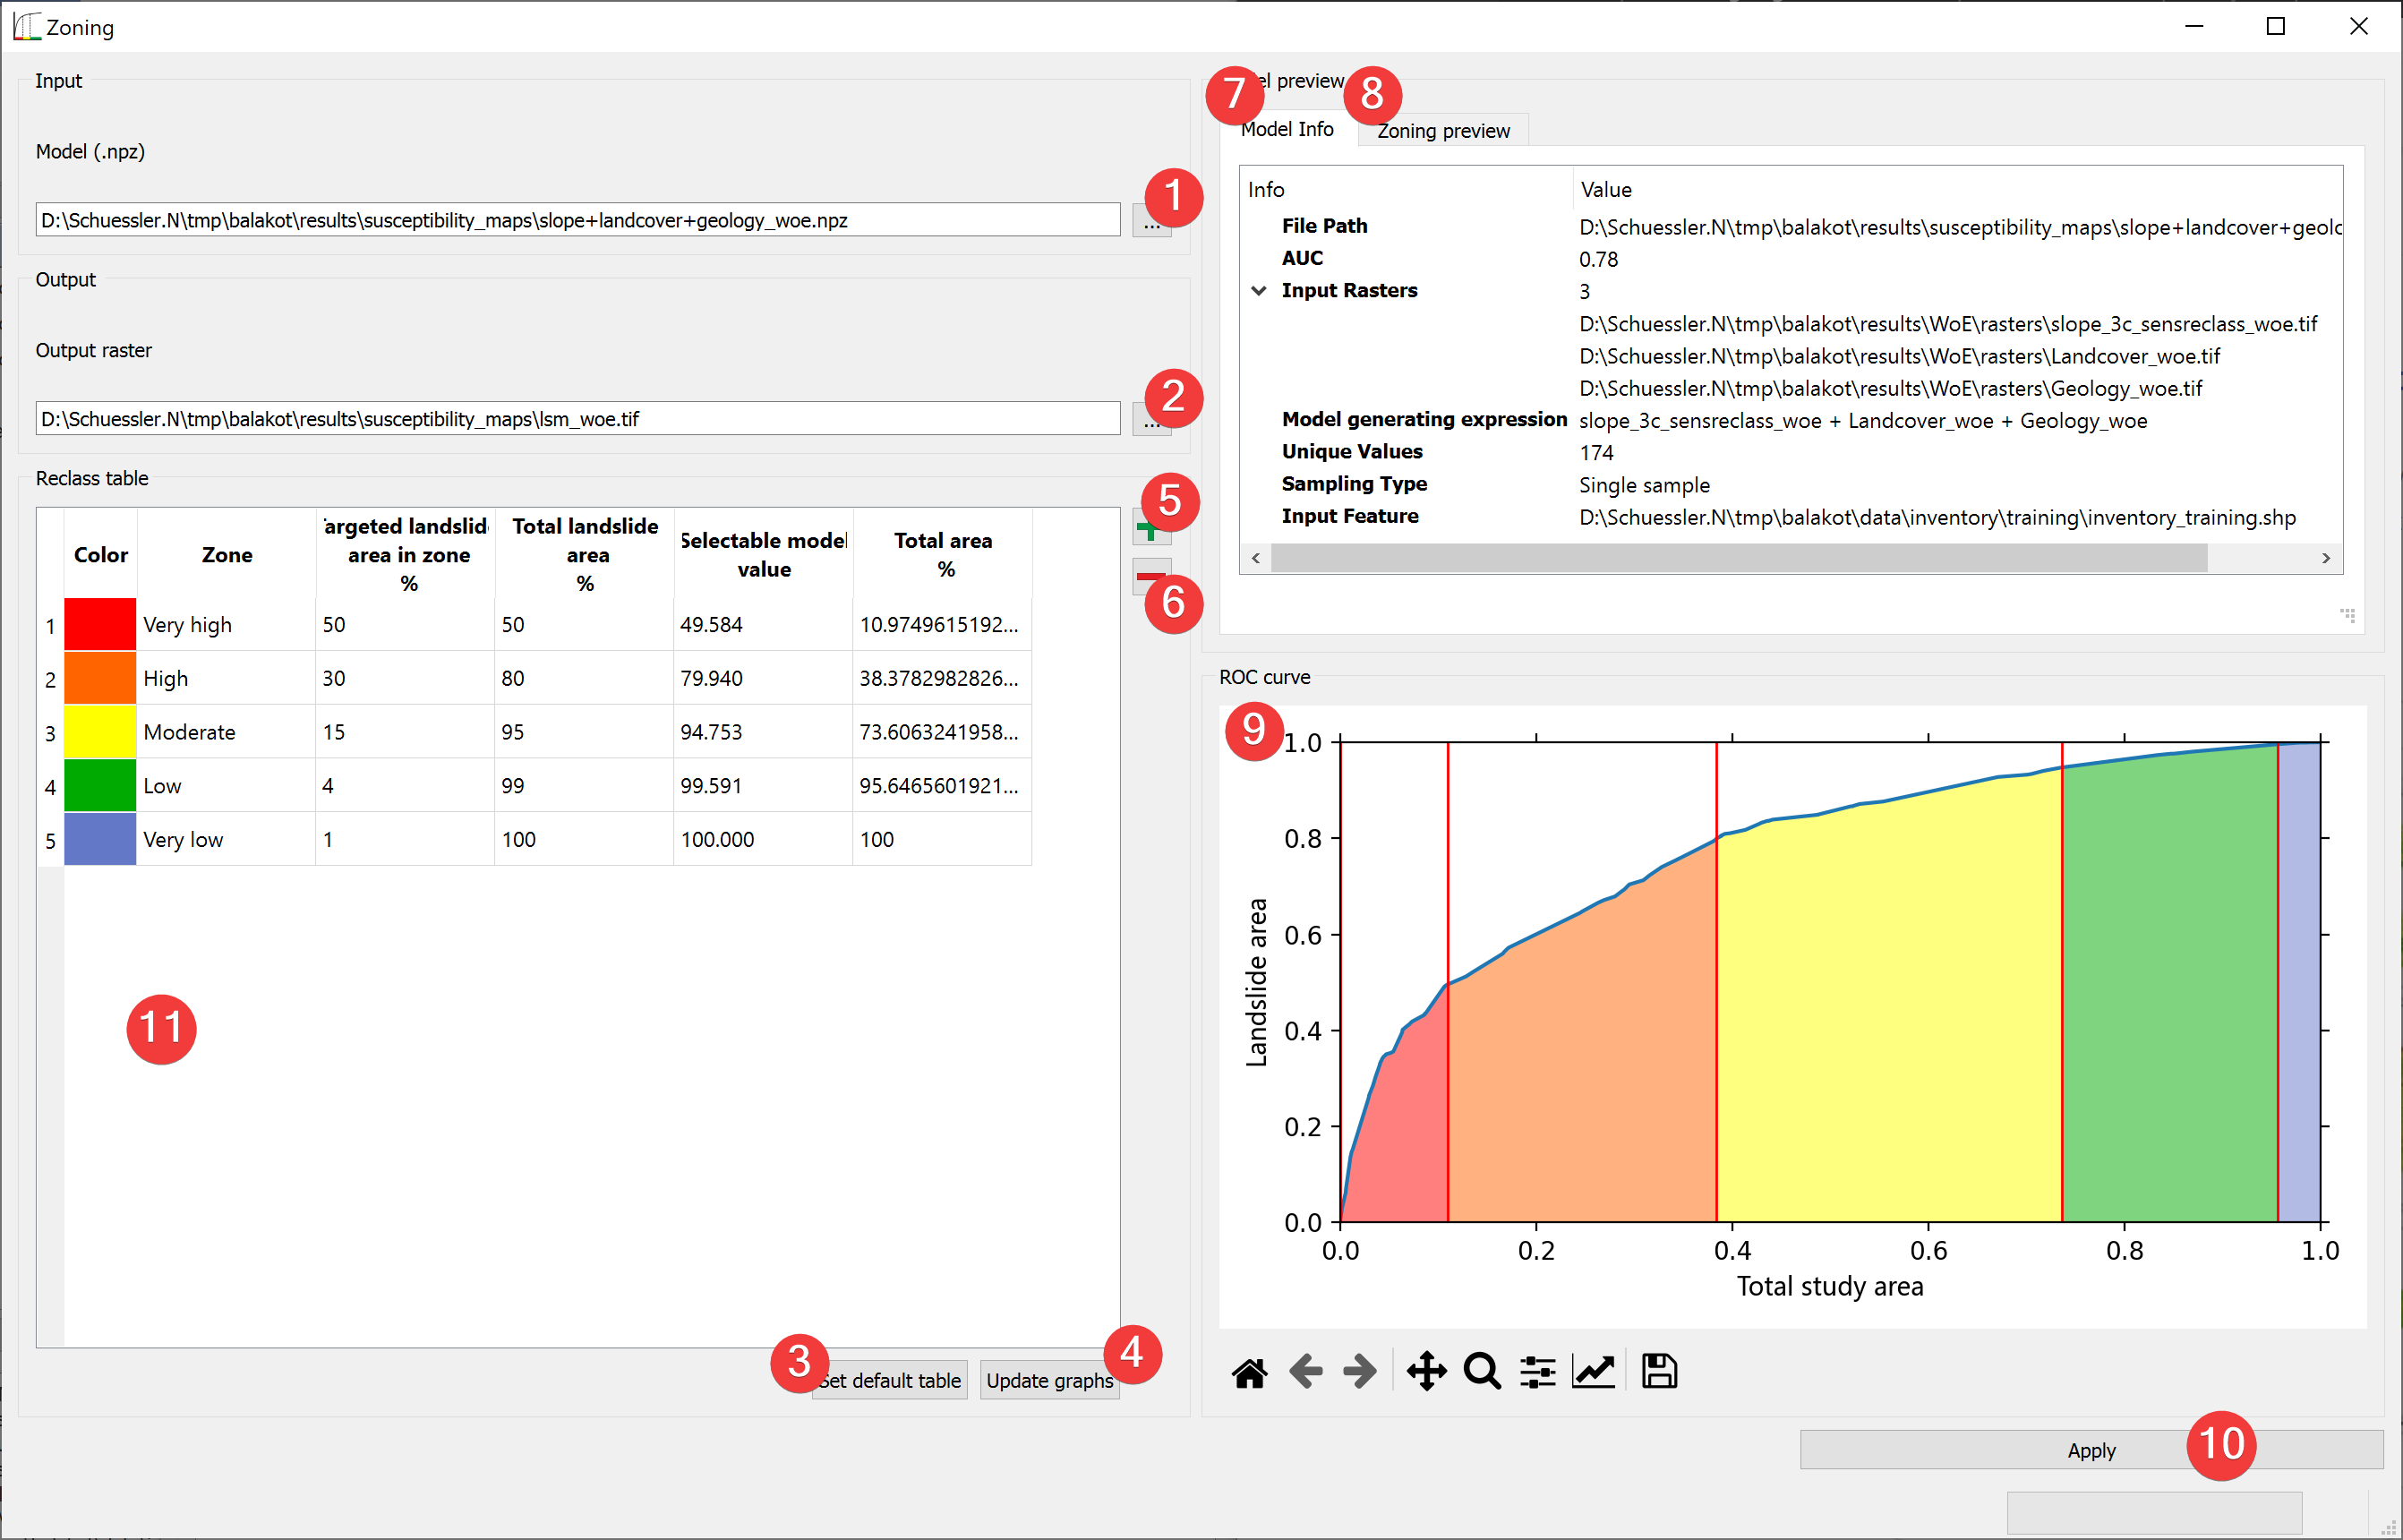 Zoning
Input
Model (.npz)
D:\Schuessler.N\tmp\balakot\results\susceptibility_maps\slope+landcover+geology_woe.npz
...
1
Output
Output raster
D:\Schuessler.N\tmp\balakot\results\susceptibility_maps\lsm_woe.tif
...
2
Reclass table
Color
Zone
argeted landslid
area in zone
%
Total landslide
area
%
Selectable model
value
Total area
%
5
6
1 Very high 50 50 49.584 10.9749615192...
2 High 30 80 79.940 38.3782982826...
3 Moderate 15 95 94.753 73.6063241958...
4 Low 4 99 99.591 95.6465601921...
5 Very low 1 100 100.000 100
11
3
Set default table
4
Update graphs
7
el preview
8
Model Info
Zoning preview
Info Value
File Path D:\Schuessler.N\tmp\balakot\results\susceptibility_maps\slope+landcover+geolo
AUC 0.78
Input Rasters 3
D:\Schuessler.N\tmp\balakot\results\WoE\rasters\slope_3c_sensreclass_woe.tif
D:\Schuessler.N\tmp\balakot\results\WoE\rasters\Landcover_woe.tif
D:\Schuessler.N\tmp\balakot\results\WoE\rasters\Geology_woe.tif
Model generating expression slope_3c_sensreclass_woe + Landcover_woe + Geology_woe
Unique Values 174
Sampling Type Single sample
Input Feature D:\Schuessler.N\tmp\balakot\data\inventory\training\inventory_training.shp
ROC curve
9
1.0
0.8
0.6
0.4
0.2
0.0
Landslide area
0.0 0.2 0.4 0.6 0.8 1.0
Total study area
Apply
10